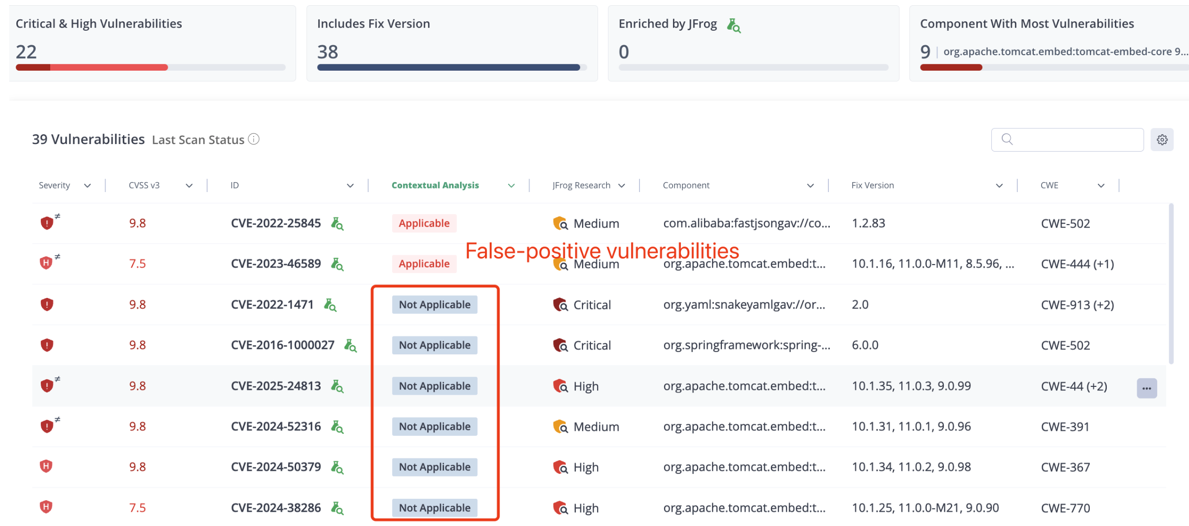 Critical & High Vulnerabilities
22
Includes Fix Version
38
Enriched by JFrog
0
Component With Most Vulnerabilities
9 org.apache.tomcat.embed:tomcat-embed-core 9...
39 Vulnerabilities Last Scan Status
Severity CVSS v3 ID Contextual Analysis JFrog Research Component Fix Version CWE
9.8 CVE-2022-25845 Applicable Medium com.alibaba:fastjsongav://co... 1.2.83 CWE-502
False-positive vulnerabilities
7.5 CVE-2023-46589 Applicable Medium org.apache.tomcat.embed:t... 10.1.16, 11.0.0-M11, 8.5.96, ... CWE-444 (+1)
9.8 CVE-2022-1471 Not Applicable Critical org.yaml:snakeyamlgav://or... 2.0 CWE-913 (+2)
9.8 CVE-2016-1000027 Not Applicable Critical org.springframework:spring-... 6.0.0 CWE-502
9.8 CVE-2025-24813 Not Applicable High org.apache.tomcat.embed:t... 10.1.35, 11.0.3, 9.0.99 CWE-44 (+2)
9.8 CVE-2024-52316 Not Applicable Medium org.apache.tomcat.embed:t... 10.1.31, 11.0.1, 9.0.96 CWE-391
9.8 CVE-2024-50379 Not Applicable High org.apache.tomcat.embed:t... 10.1.34, 11.0.2, 9.0.98 CWE-367
7.5 CVE-2024-38286 Not Applicable High org.apache.tomcat.embed:t... 10.1.25, 11.0.0-M21, 9.0.90 CWE-770